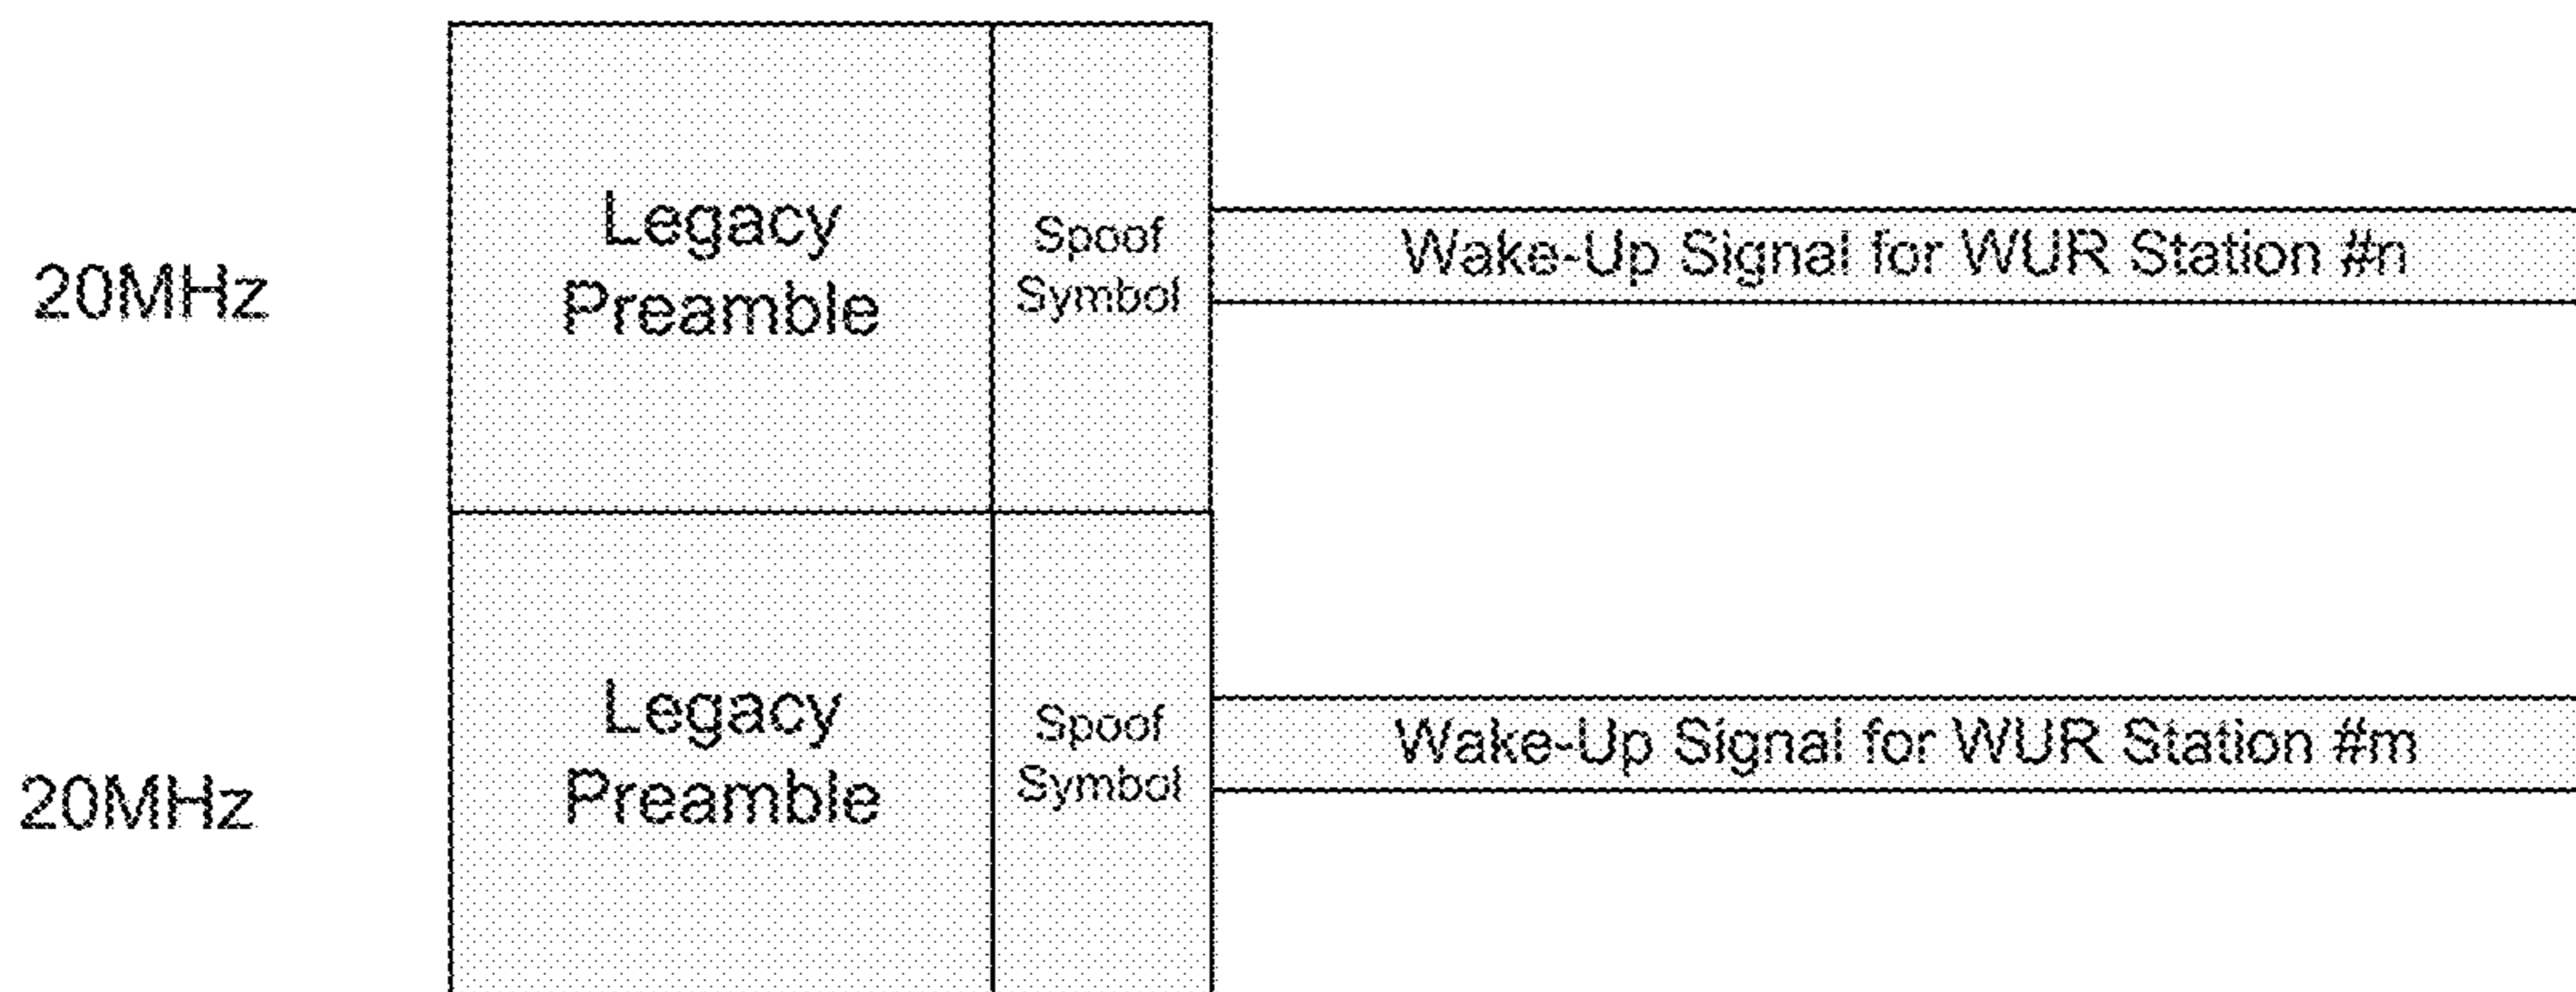 20MHz
Legacy
Preamble
Spoof
Symbol
Wake-Up Signal for WUR Station #n
20MHz
Legacy
Preamble
Spoof
Symbol
Wake-Up Signal for WUR Station #m